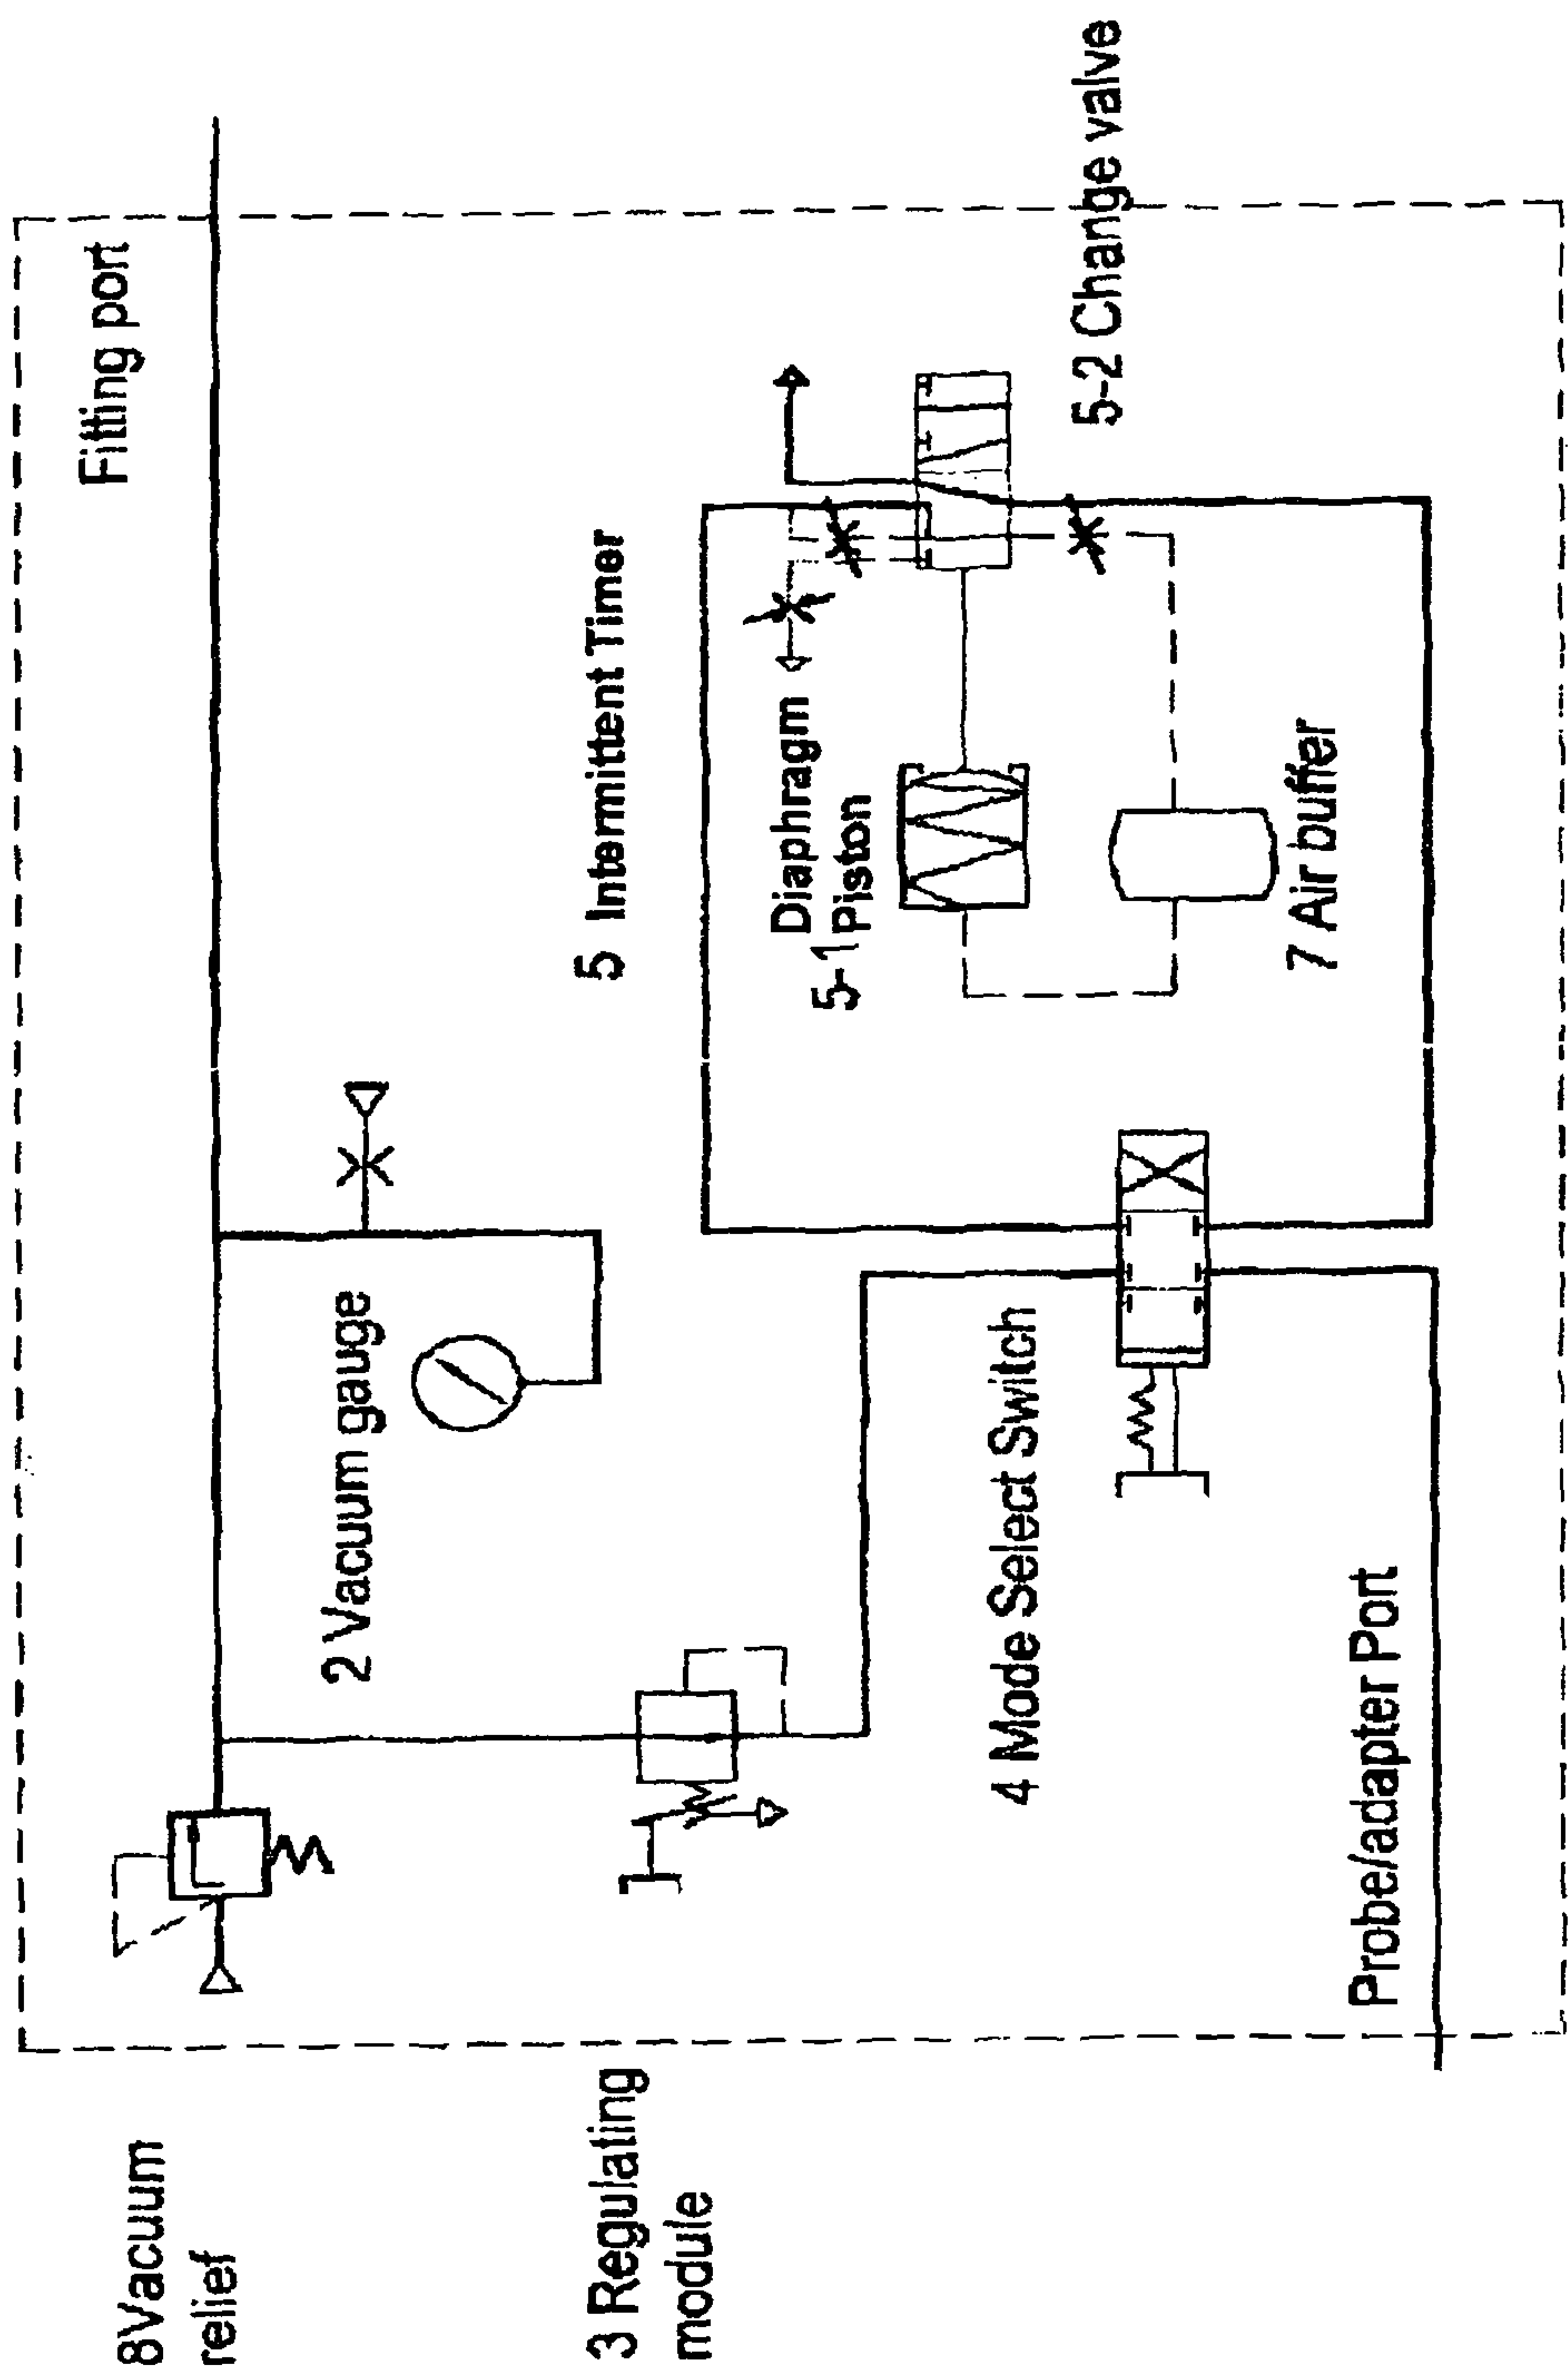 8Vacuum
relief
Fitting port
2 Vacuum gauge
3 Regulating
module
5 Intermittent Timer
Diaphragm
5-1 Piston
4 Mode Select Switch
5-2 Change valve
7 Air buffer
Probe/adapter Port